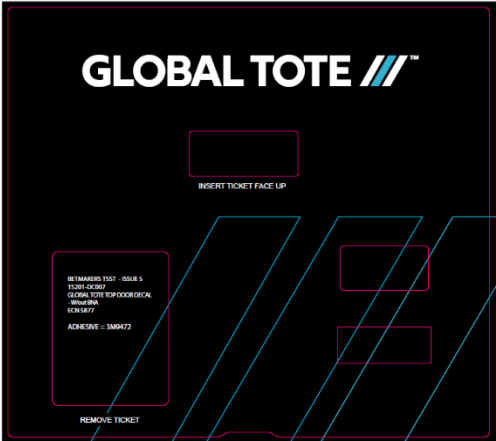 GLOBAL TOTE ™
INSERT TICKET FACE UP
BETMAKERS TSST - ISSUE 5
15201-DC007
GLOBAL TOTE TOP DOOR DECAL
- W/out BNA
ECN 5877
ADHESIVE = 3M9472
REMOVE TICKET